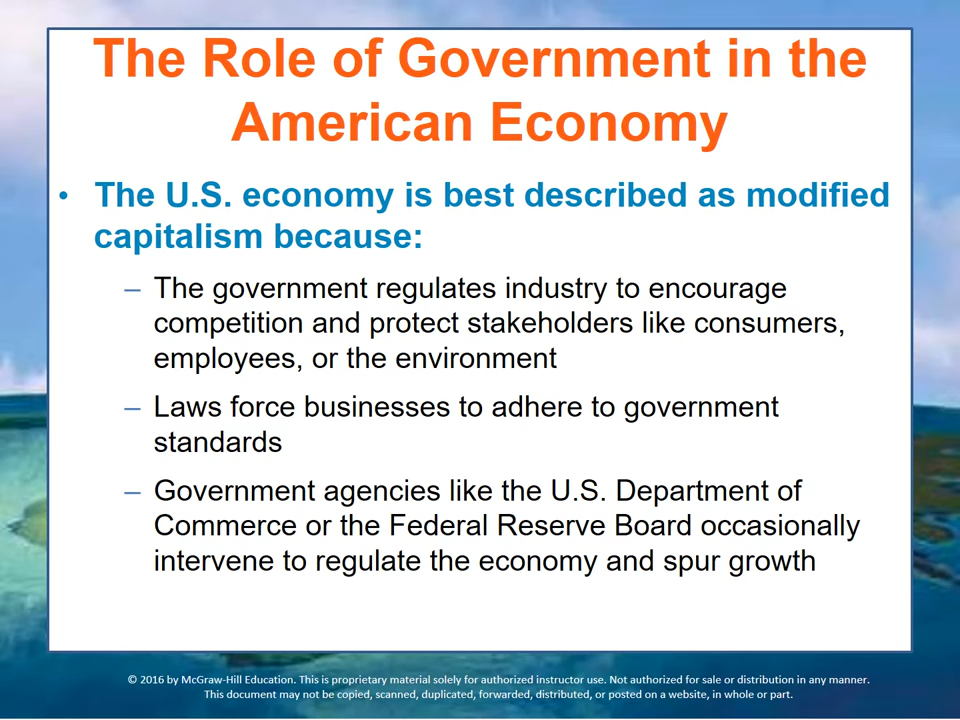 The Role of Government in the
American Economy
• The U.S. economy is best described as modified
capitalism because:
– The government regulates industry to encourage
competition and protect stakeholders like consumers,
employees, or the environment
– Laws force businesses to adhere to government
standards
– Government agencies like the U.S. Department of
Commerce or the Federal Reserve Board occasionally
intervene to regulate the economy and spur growth
© 2016 by McGraw-Hill Education. This is proprietary material solely for authorized instructor use. Not authorized for sale or distribution in any manner.
This document may not be copied, scanned, duplicated, forwarded, distributed, or posted on a website, in whole or part.